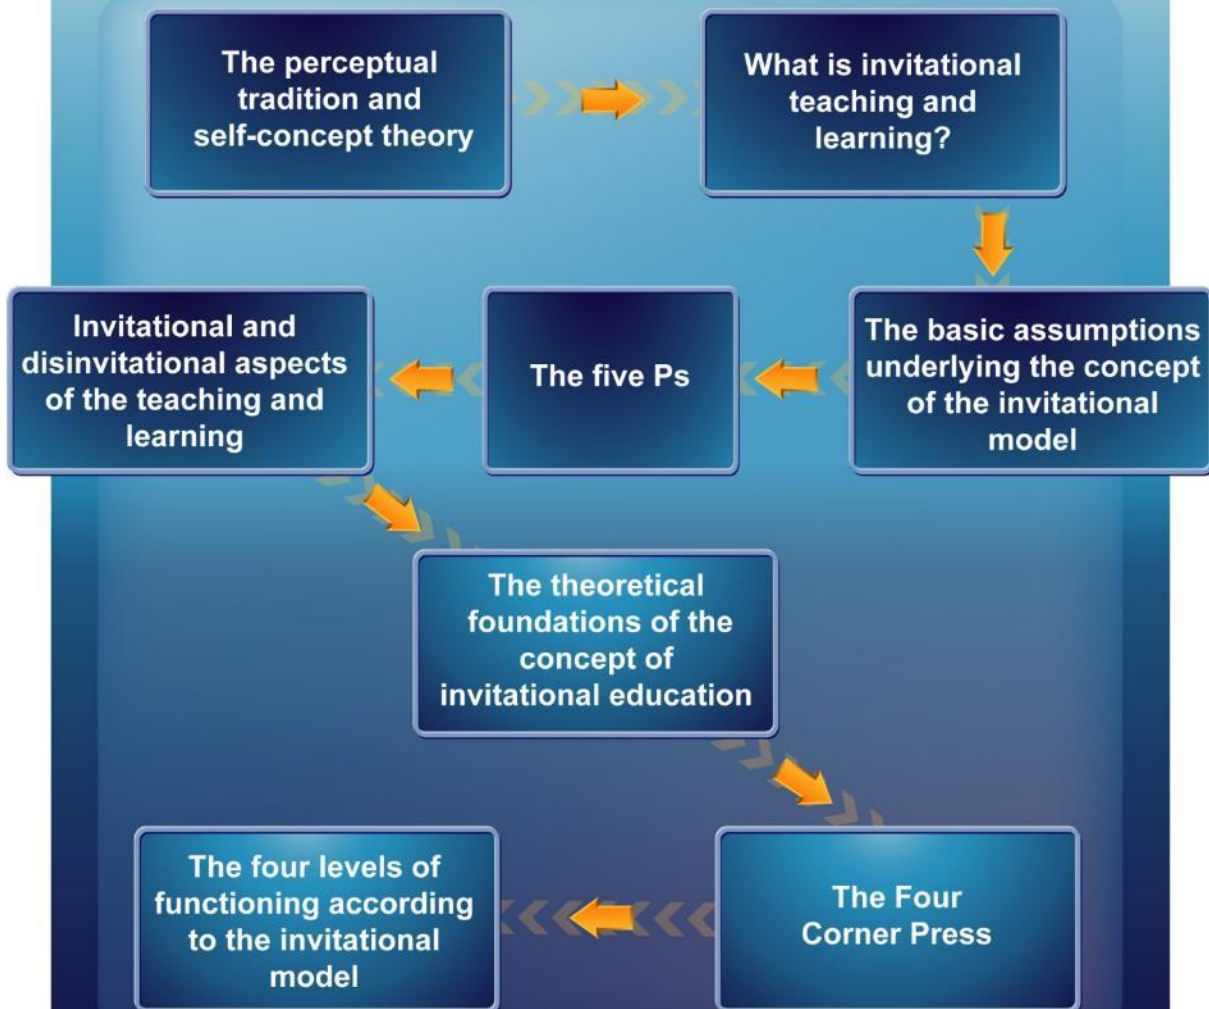 The perceptual
tradition and
self-concept theory
What is invitational
teaching and
learning?
The basic assumptions
underlying the concept
of the invitational
model
The five Ps
Invitational and
disinvitational aspects
of the teaching and
learning
The theoretical
foundations of the
concept of
invitational education
The Four
Corner Press
The four levels of
functioning according
to the invitational
model